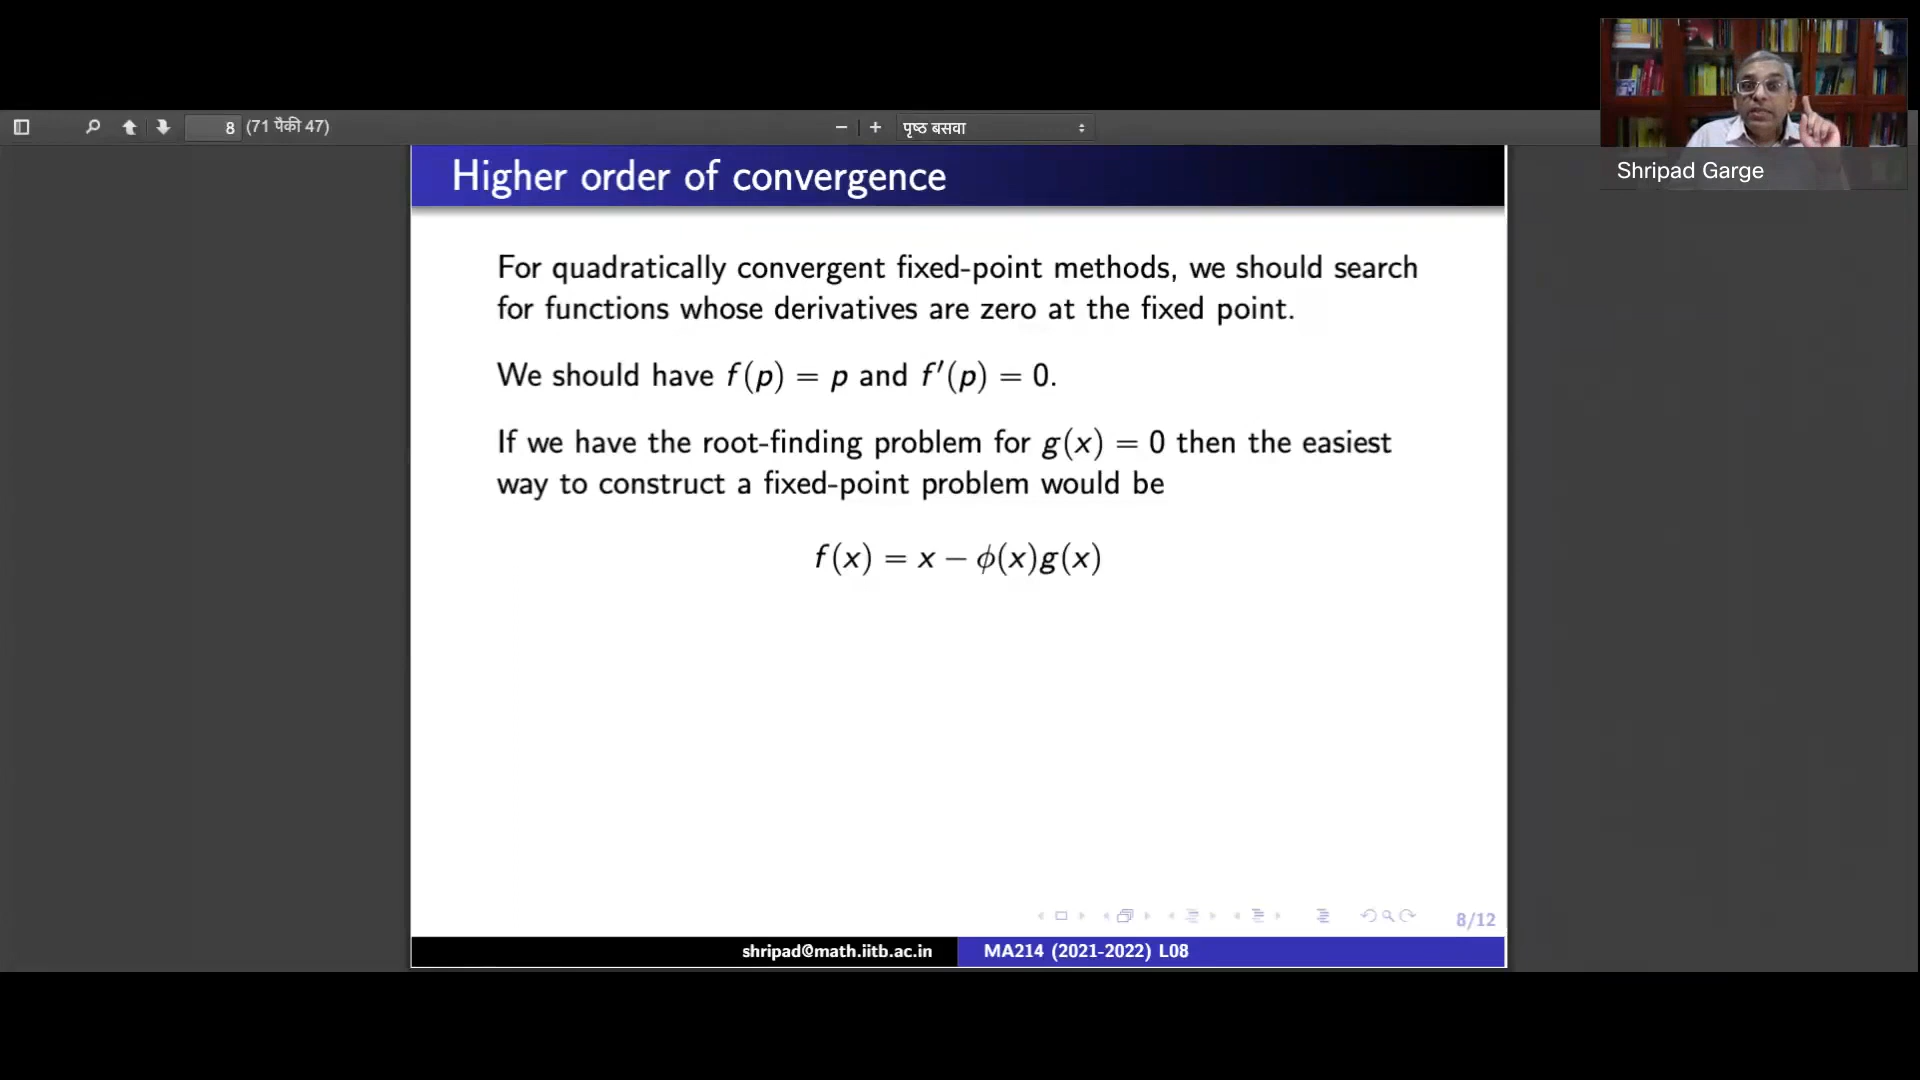 8 (71 पैकी 47)
− + पृष्ठ बसवा
Shripad Garge
Higher order of convergence
For quadratically convergent fixed-point methods, we should search
for functions whose derivatives are zero at the fixed point.
We should have f(p) = p and f′(p) = 0.
If we have the root-finding problem for g(x) = 0 then the easiest
way to construct a fixed-point problem would be
f(x) = x − ϕ(x)g(x)
8/12
shripad@math.iitb.ac.in MA214 (2021-2022) L08